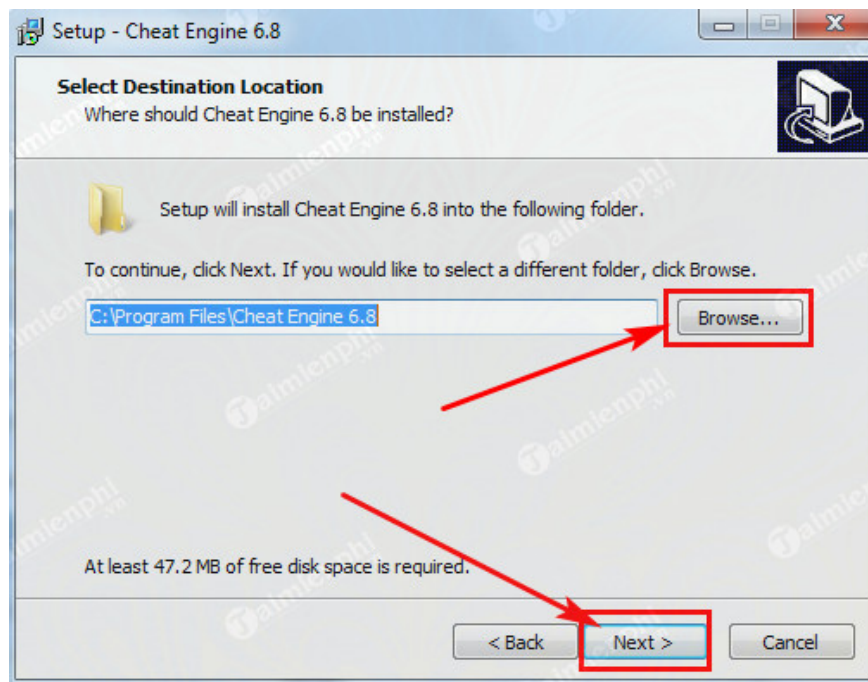 Setup - Cheat Engine 6.8
Select Destination Location
Where should Cheat Engine 6.8 be installed?
Setup will install Cheat Engine 6.8 into the following folder.
To continue, click Next. If you would like to select a different folder, click Browse.
C:\Program Files\Cheat Engine 6.8
Browse...
At least 47.2 MB of free disk space is required.
< Back
Next >
Cancel
Taimienphi
.vn